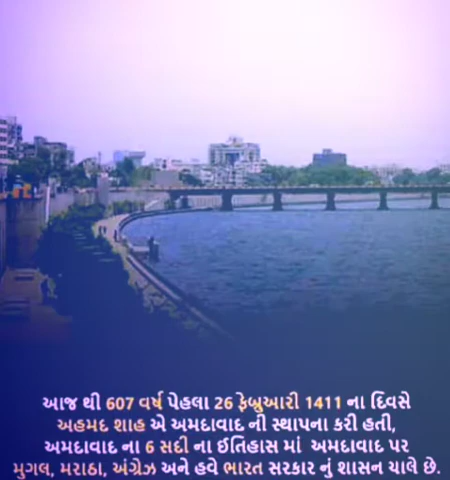 આજ થી 607 વર્ષ પેહલા 26 ફેબ્રુઆરી 1411 ના દિવસે
અહમદ શાહ એ અમદાવાદ ની સ્થાપના કરી હતી,
અમદાવાદ ના 6 સદી ના ઈતિહાસ માં અમદાવાદ પર
મુગલ, મરાઠા, અંગ્રેઝ અને હવે ભારત સરકાર નું શાસન ચાલે છે.